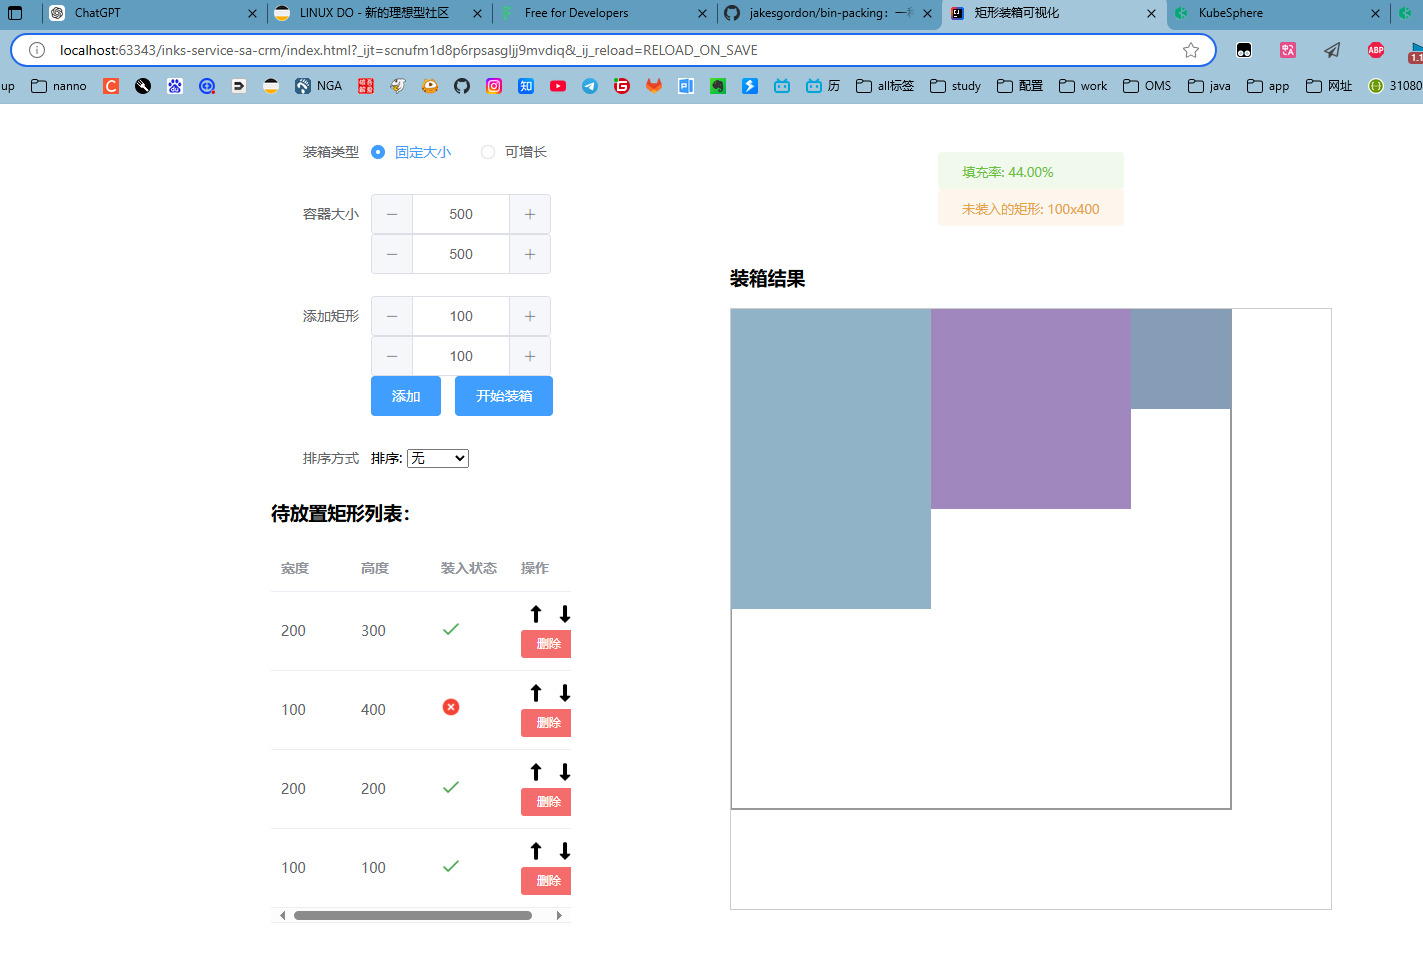 ChatGPT
LINUX DO - 新的理想型社区
Free for Developers
jakesgordon/bin-packing: 一
矩形装箱可视化
KubeSphere
localhost:63343/inks-service-sa-crm/index.html?_ijt=scnufm1d8p6rpsasgljj9mvdiq&_ij_reload=RELOAD_ON_SAVE
ABP
1.1
up
nanno
NGA
知
历
all标签
study
配置
work
OMS
java
app
网址
31080
装箱类型 固定大小 可增长
容器大小 − 500 +
− 500 +
添加矩形 − 100 +
− 100 +
添加 开始装箱
排序方式 排序: 无
待放置矩形列表：
宽度 高度 装入状态 操作
200 300
删除
100 400
删除
200 200
删除
100 100
删除
填充率: 44.00%
未装入的矩形: 100x400
装箱结果